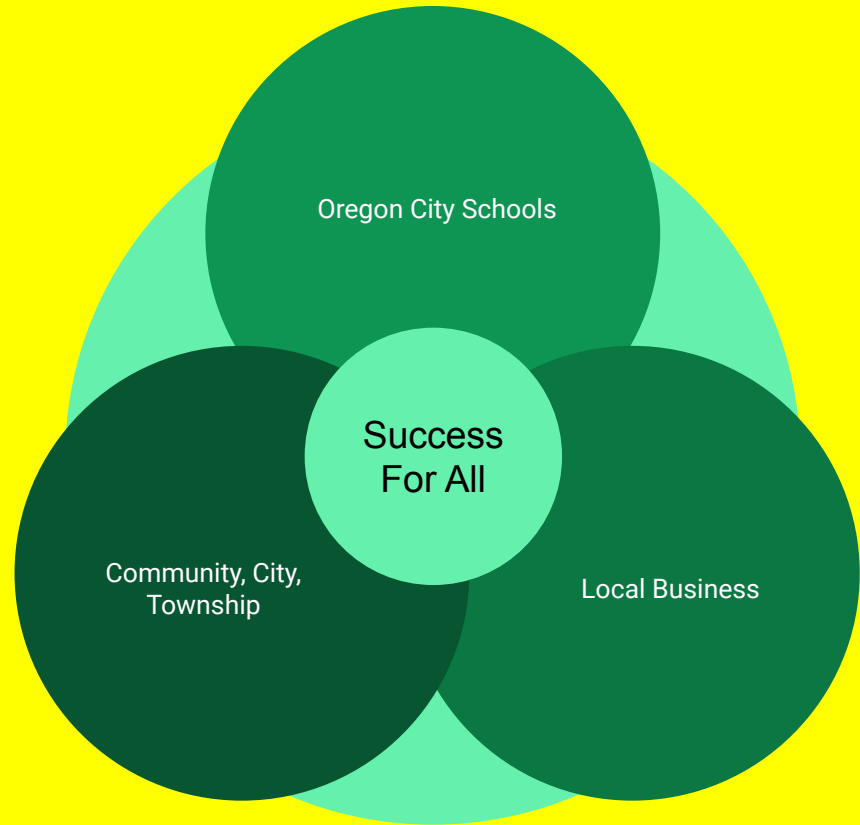 Oregon City Schools
Success
For All
Community, City,
Township
Local Business